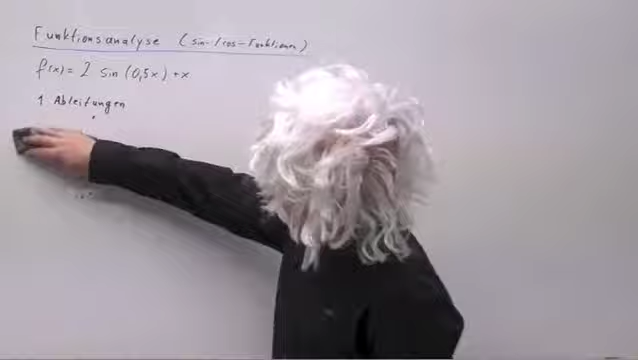 Funktionsanalyse (sin-/cos-Funktionen)
f(x) = 2 sin (0,5x) + x
1. Ableitungen